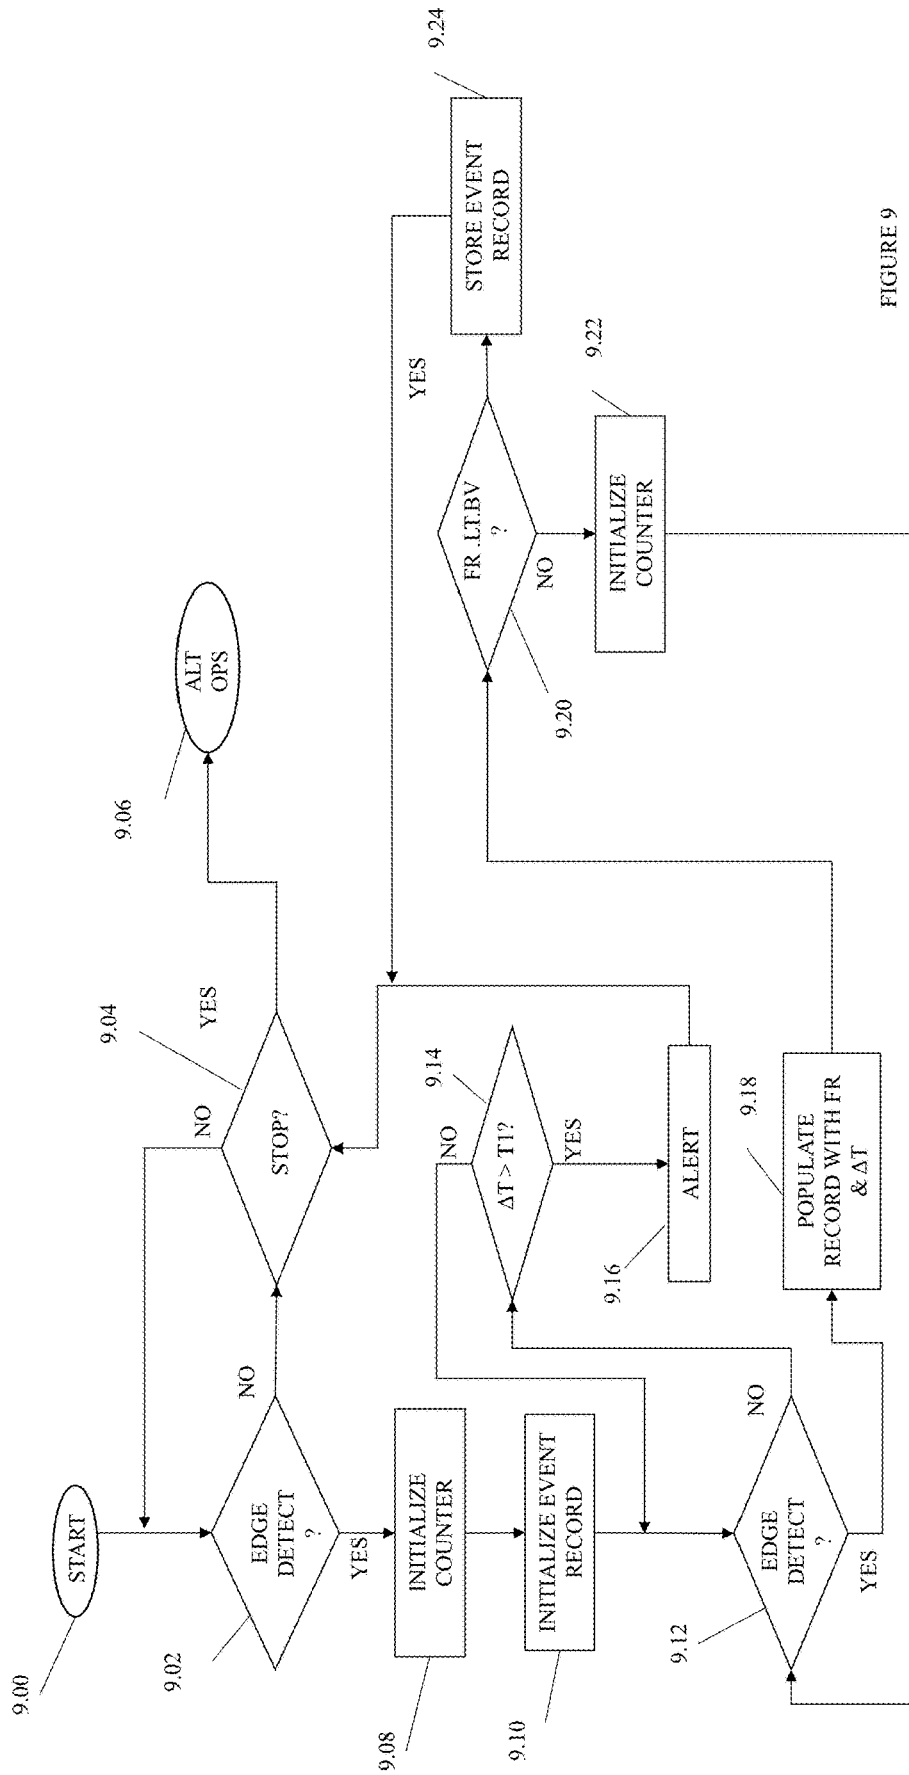 9.00
START
9.02
EDGE
DETECT
?
NO
YES
9.04
STOP?
NO
YES
9.06
ALT
OPS
9.08
INITIALIZE
COUNTER
9.10
INITIALIZE EVENT
RECORD
9.12
EDGE
DETECT
?
NO
YES
9.14
ΔT > T1?
NO
YES
9.16
ALERT
9.18
POPULATE
RECORD WITH FR
& ΔT
9.20
FR .LT.BV
?
YES
NO
9.22
INITIALIZE
COUNTER
9.24
STORE EVENT
RECORD
FIGURE 9